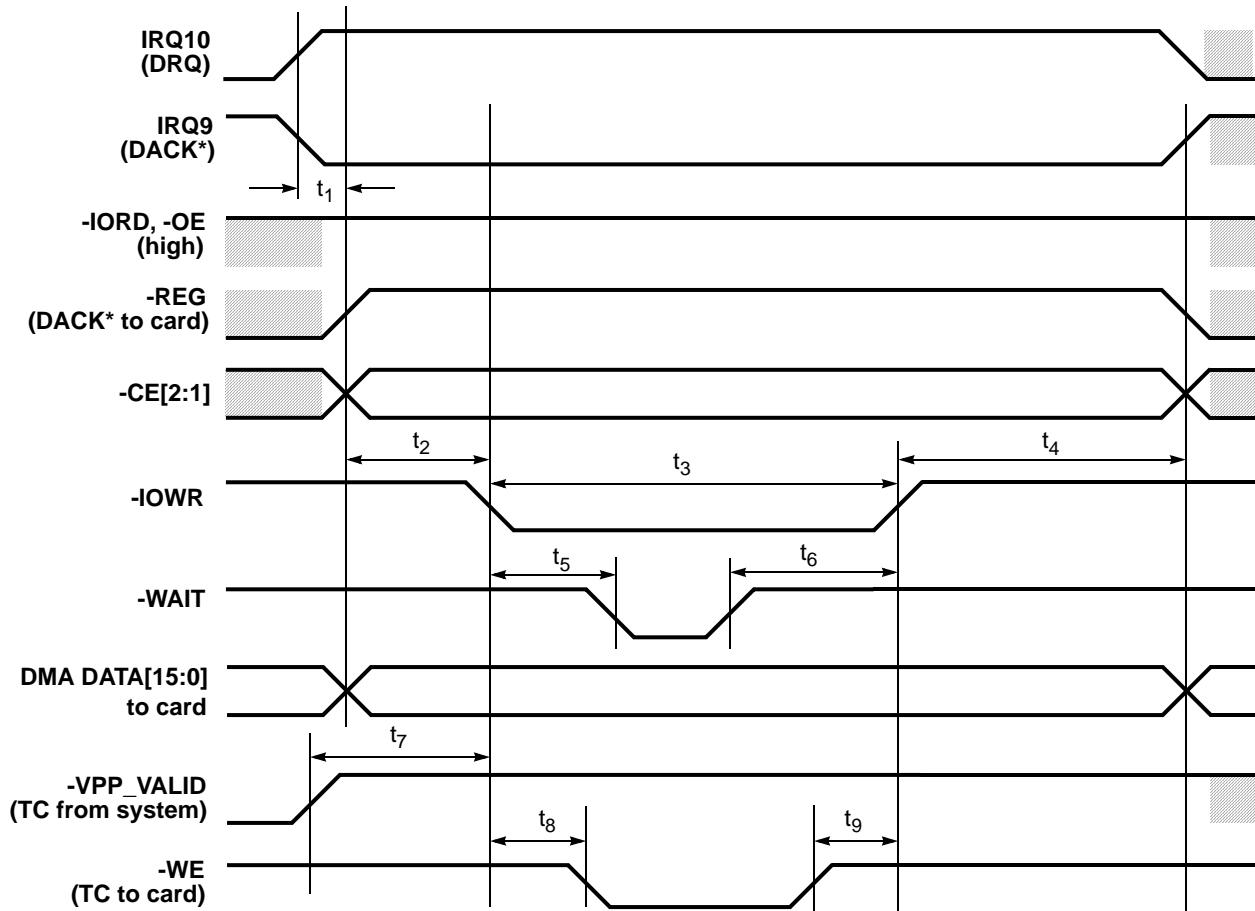 IRQ10
(DRQ)
IRQ9
(DACK*)
t1
-IORD, -OE
(high)
-REG
(DACK* to card)
-CE[2:1]
t2
t3
t4
-IOWR
t5
t6
-WAIT
DMA DATA[15:0]
to card
t7
-VPP_VALID
(TC from system)
t8
t9
-WE
(TC to card)